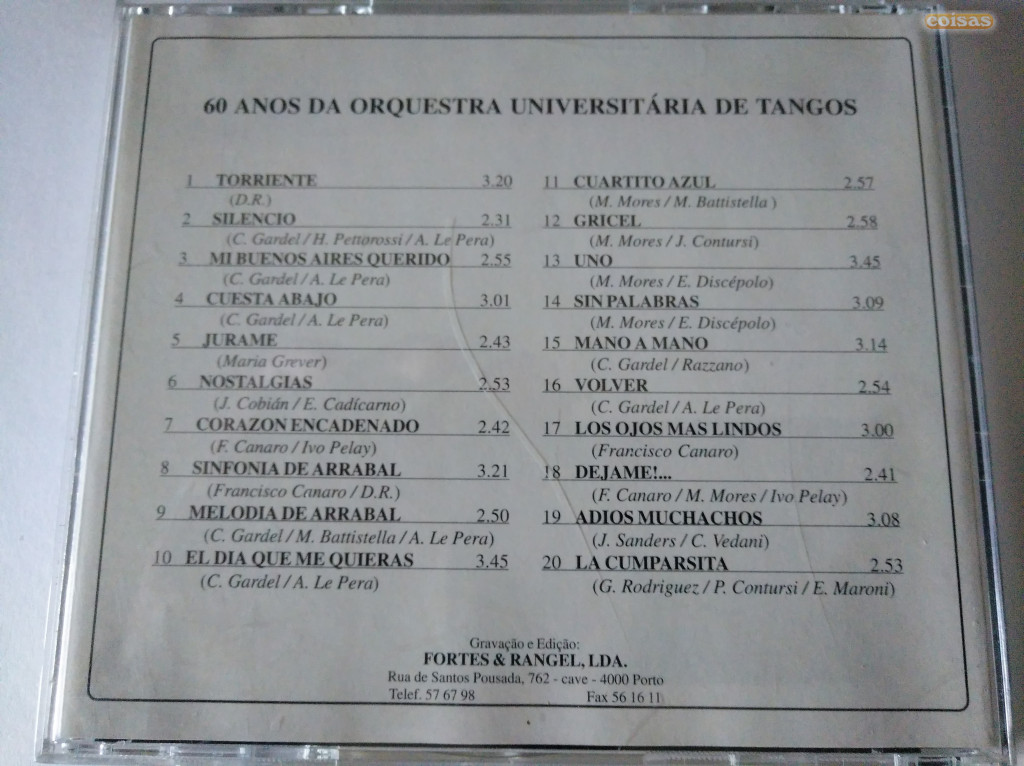 coisas
60 ANOS DA ORQUESTRA UNIVERSITÁRIA DE TANGOS
1 TORRIENTE 3.20
(D.R.)
2 SILENCIO 2.31
(C. Gardel / H. Pettorossi / A. Le Pera)
3 MI BUENOS AIRES QUERIDO 2.55
(C. Gardel / A. Le Pera)
4 CUESTA ABAJO 3.01
(C. Gardel / A. Le Pera)
5 JURAME 2.43
(Maria Grever)
6 NOSTALGIAS 2.53
(J. Cobián / E. Cadícarno)
7 CORAZON ENCADENADO 2.42
(F. Canaro / Ivo Pelay)
8 SINFONIA DE ARRABAL 3.21
(Francisco Canaro / D.R.)
9 MELODIA DE ARRABAL 2.50
(C. Gardel / M. Battistella / A. Le Pera)
10 EL DIA QUE ME QUIERAS 3.45
(C. Gardel / A. Le Pera)
11 CUARTITO AZUL 2.57
(M. Mores / M. Battistella )
12 GRICEL 2.58
(M. Mores / J. Contursi)
13 UNO 3.45
(M. Mores / E. Discépolo)
14 SIN PALABRAS 3.09
(M. Mores / E. Discépolo)
15 MANO A MANO 3.14
(C. Gardel / Razzano)
16 VOLVER 2.54
(C. Gardel / A. Le Pera)
17 LOS OJOS MAS LINDOS 3.00
(Francisco Canaro)
18 DEJAME!... 2.41
(F. Canaro / M. Mores / Ivo Pelay)
19 ADIOS MUCHACHOS 3.08
(J. Sanders / C. Vedani)
20 LA CUMPARSITA 2.53
(G. Rodriguez / P. Contursi / E. Maroni)
Gravação e Edição:
FORTES & RANGEL, LDA.
Rua de Santos Pousada, 762 - cave - 4000 Porto
Telef. 57 67 98 Fax 56 16 11